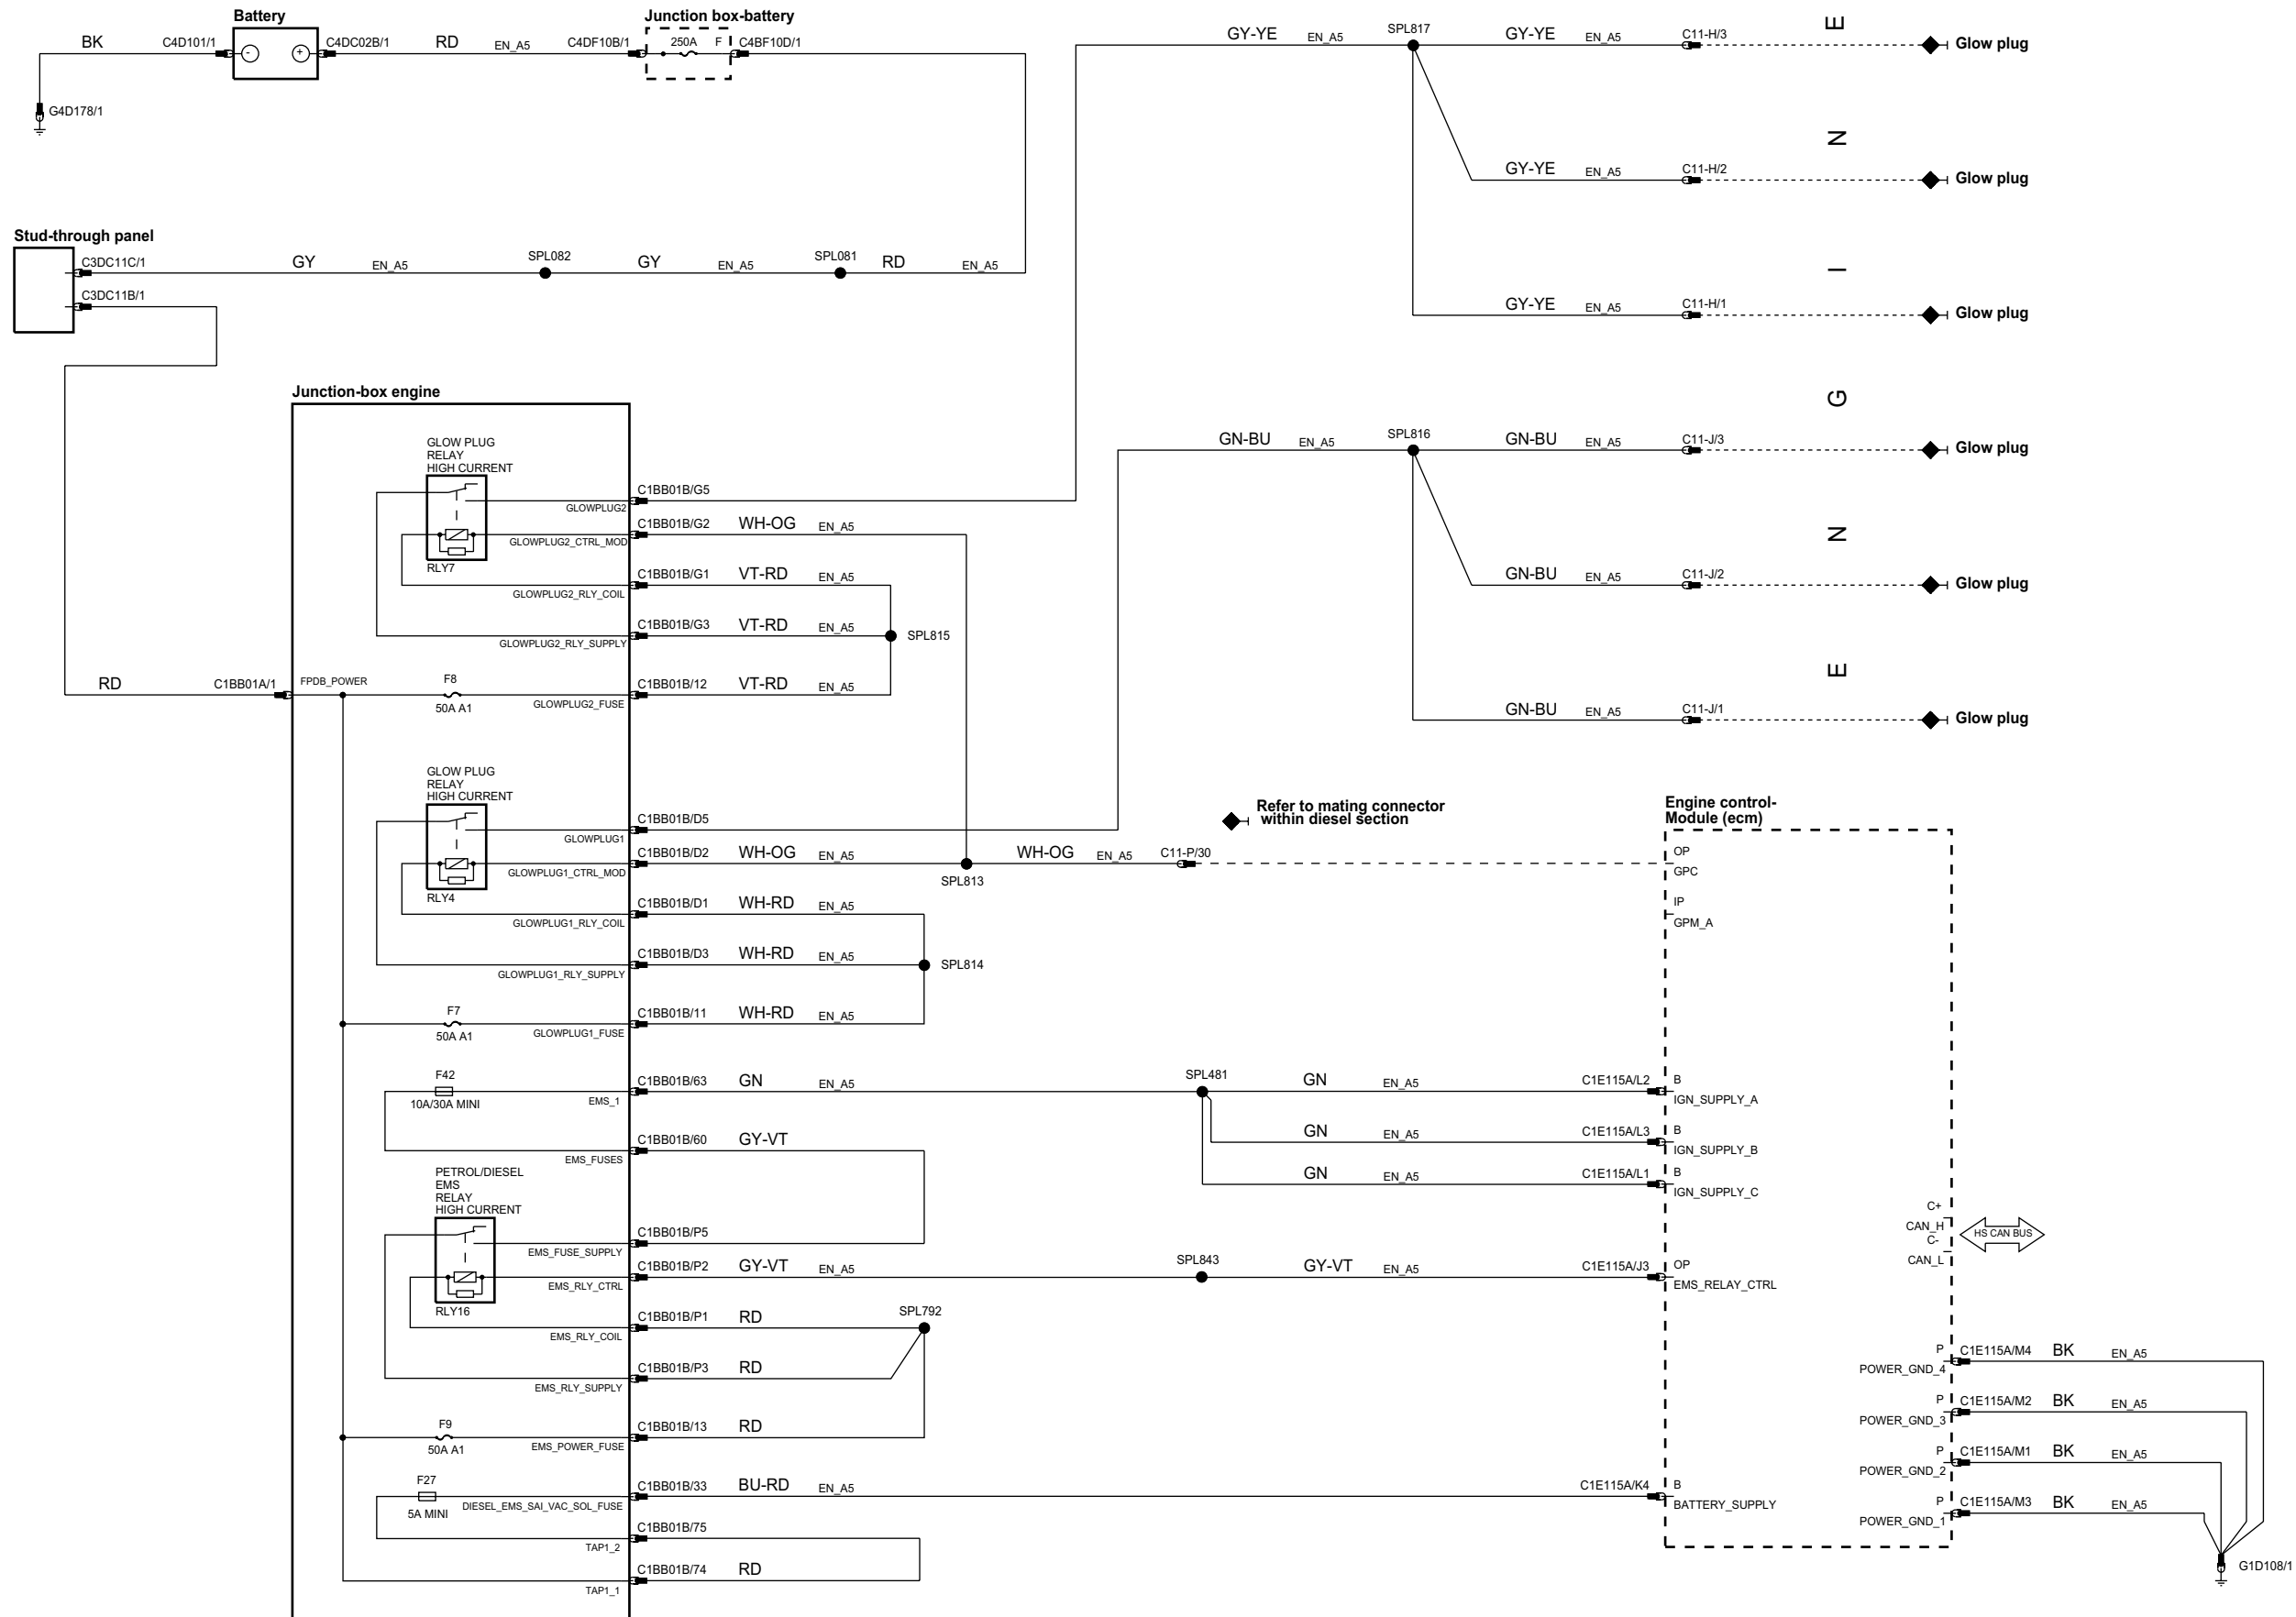 Battery
Junction box-battery
BK
C4D101/1
-
+
C4DC02B/1
RD
EN_A5
C4DF10B/1
250A
F
C4BF10D/1
G4D178/1
GY-YE
EN_A5
SPL817
GY-YE
EN_A5
C11-H/3
Glow plug
GY-YE
EN_A5
C11-H/2
Glow plug
GY-YE
EN_A5
C11-H/1
Glow plug
E N G I N E
Stud-through panel
C3DC11C/1
GY
EN_A5
SPL082
GY
EN_A5
SPL081
RD
EN_A5
C3DC11B/1
GN-BU
EN_A5
SPL816
GN-BU
EN_A5
C11-J/3
Glow plug
GN-BU
EN_A5
C11-J/2
Glow plug
GN-BU
EN_A5
C11-J/1
Glow plug
Junction-box engine
GLOW PLUG
RELAY
HIGH CURRENT
RLY7
GLOWPLUG2
C1BB01B/G5
GLOWPLUG2_CTRL_MOD
C1BB01B/G2
WH-OG
EN_A5
GLOWPLUG2_RLY_COIL
C1BB01B/G1
VT-RD
EN_A5
GLOWPLUG2_RLY_SUPPLY
C1BB01B/G3
VT-RD
EN_A5
SPL815
RD
C1BB01A/1
FPDB_POWER
F8
50A A1
GLOWPLUG2_FUSE
C1BB01B/12
VT-RD
EN_A5
GLOW PLUG
RELAY
HIGH CURRENT
RLY4
GLOWPLUG1
C1BB01B/D5
GLOWPLUG1_CTRL_MOD
C1BB01B/D2
WH-OG
EN_A5
SPL813
WH-OG
EN_A5
C11-P/30
Refer to mating connector
within diesel section
GLOWPLUG1_RLY_COIL
C1BB01B/D1
WH-RD
EN_A5
GLOWPLUG1_RLY_SUPPLY
C1BB01B/D3
WH-RD
EN_A5
SPL814
F7
50A A1
GLOWPLUG1_FUSE
C1BB01B/11
WH-RD
EN_A5
F42
10A/30A MINI
EMS_1
C1BB01B/63
GN
EN_A5
SPL481
GN
EN_A5
C1E115A/L2
GN
EN_A5
C1E115A/L3
GN
EN_A5
C1E115A/L1
EMS_FUSES
C1BB01B/60
GY-VT
PETROL/DIESEL
EMS
RELAY
HIGH CURRENT
RLY16
EMS_FUSE_SUPPLY
C1BB01B/P5
EMS_RLY_CTRL
C1BB01B/P2
GY-VT
EN_A5
SPL843
GY-VT
EN_A5
C1E115A/J3
EMS_RLY_COIL
C1BB01B/P1
RD
SPL792
EMS_RLY_SUPPLY
C1BB01B/P3
RD
F9
50A A1
EMS_POWER_FUSE
C1BB01B/13
RD
F27
5A MINI
DIESEL_EMS_SAI_VAC_SOL_FUSE
C1BB01B/33
BU-RD
EN_A5
C1E115A/K4
TAP1_2
C1BB01B/75
TAP1_1
C1BB01B/74
RD
Engine control-
Module (ecm)
OP
GPC
IP
GPM_A
B
IGN_SUPPLY_A
B
IGN_SUPPLY_B
B
IGN_SUPPLY_C
C+
CAN_H
C-
CAN_L
HS CAN BUS
OP
EMS_RELAY_CTRL
P
POWER_GND_4
C1E115A/M4
BK
EN_A5
P
POWER_GND_3
C1E115A/M2
BK
EN_A5
P
POWER_GND_2
C1E115A/M1
BK
EN_A5
B
BATTERY_SUPPLY
P
POWER_GND_1
C1E115A/M3
BK
EN_A5
G1D108/1